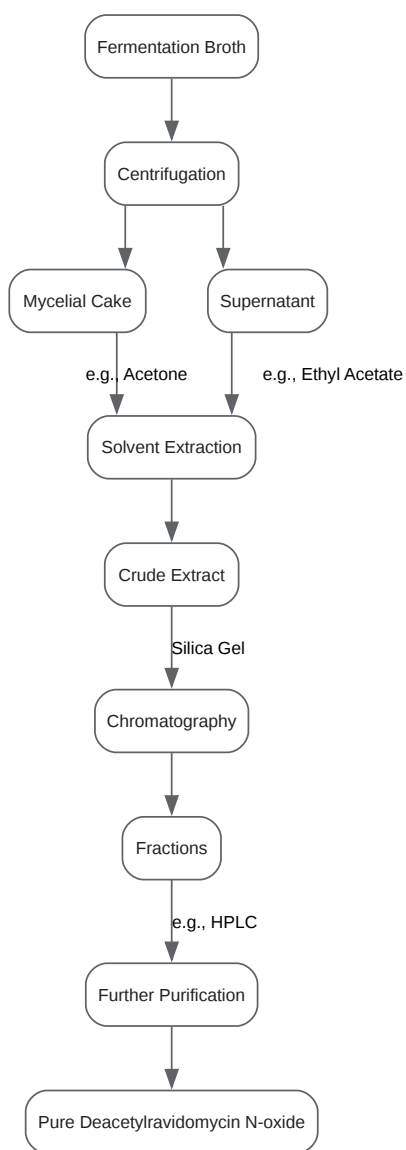 Fermentation Broth
Centrifugation
Mycelial Cake
Supernatant
e.g., Acetone
e.g., Ethyl Acetate
Solvent Extraction
Crude Extract
Silica Gel
Chromatography
Fractions
e.g., HPLC
Further Purification
Pure Deacetylravidomycin N-oxide